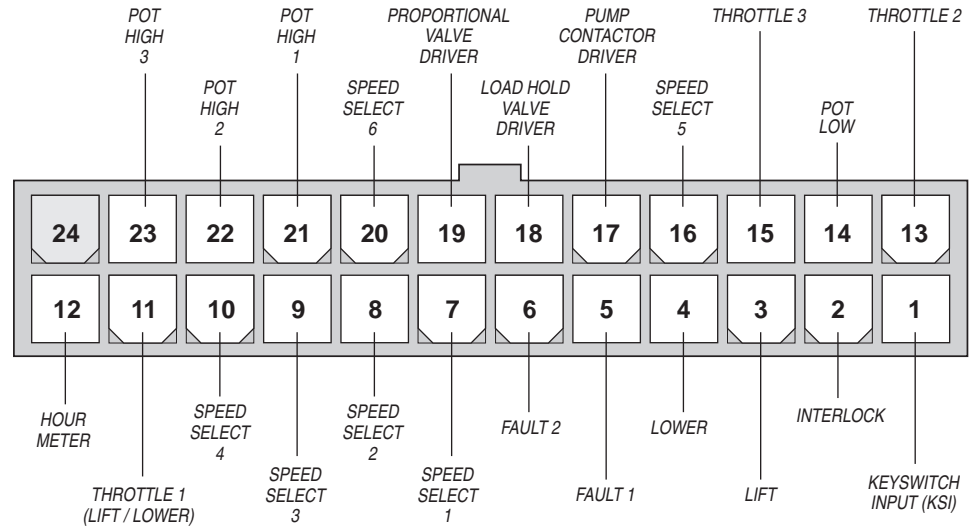 POT
HIGH
3
POT
HIGH
2
POT
HIGH
1
SPEED
SELECT
6
PROPORTIONAL
VALVE
DRIVER
LOAD HOLD
VALVE
DRIVER
PUMP
CONTACTOR
DRIVER
SPEED
SELECT
5
THROTTLE 3
POT
LOW
THROTTLE 2
24 23 22 21 20 19 18 17 16 15 14 13
12 11 10 9 8 7 6 5 4 3 2 1
HOUR
METER
THROTTLE 1
(LIFT / LOWER)
SPEED
SELECT
4
SPEED
SELECT
3
SPEED
SELECT
2
SPEED
SELECT
1
FAULT 2
FAULT 1
LOWER
LIFT
INTERLOCK
KEYSWITCH
INPUT (KSI)